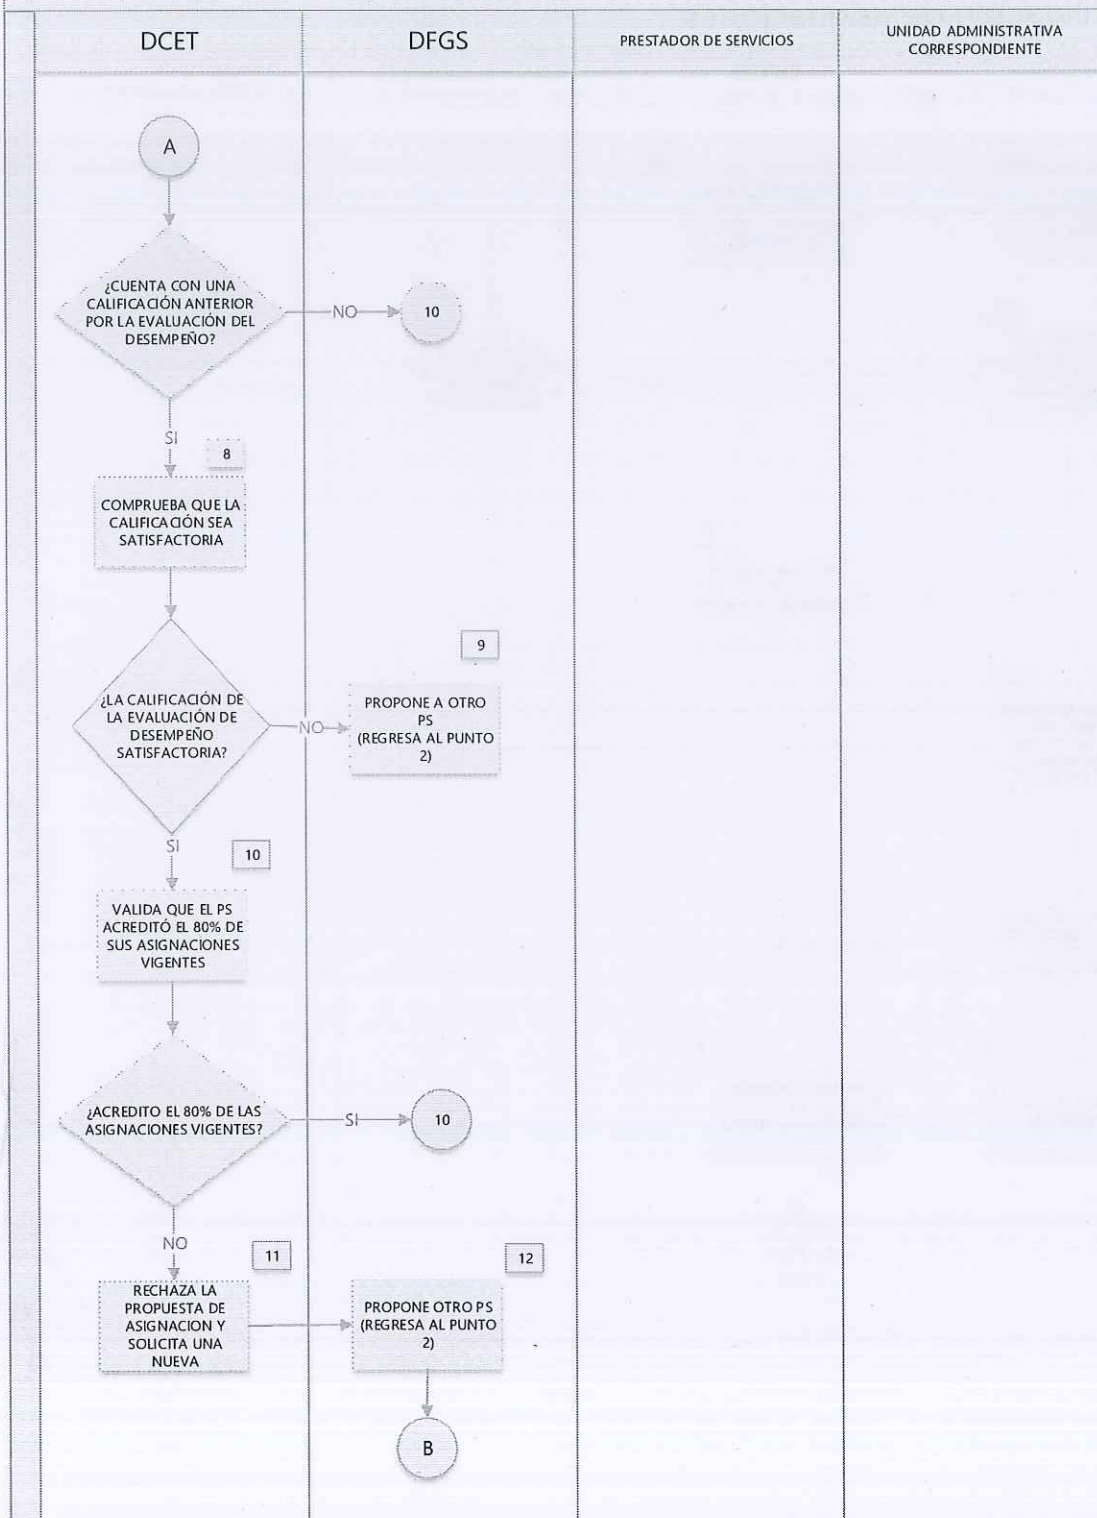 DCET
DFGS
PRESTADOR DE SERVICIOS
UNIDAD ADMINISTRATIVA
CORRESPONDIENTE
A
¿CUENTA CON UNA
CALIFICACIÓN ANTERIOR
POR LA EVALUACIÓN DEL
DESEMPEÑO?
NO
10
SI
8
COMPRUEBA QUE LA
CALIFICACIÓN SEA
SATISFACTORIA
9
¿LA CALIFICACIÓN DE
LA EVALUACIÓN DE
DESEMPEÑO
SATISFACTORIA?
NO
PROPONE A OTRO
PS
(REGRESA AL PUNTO
2)
SI
10
VALIDA QUE EL PS
ACREDITÓ EL 80% DE
SUS ASIGNACIONES
VIGENTES
¿ACREDITO EL 80% DE LAS
ASIGNACIONES VIGENTES?
SI
10
NO
11
12
RECHAZA LA
PROPUESTA DE
ASIGNACION Y
SOLICITA UNA
NUEVA
PROPONE OTRO PS
(REGRESA AL PUNTO
2)
B